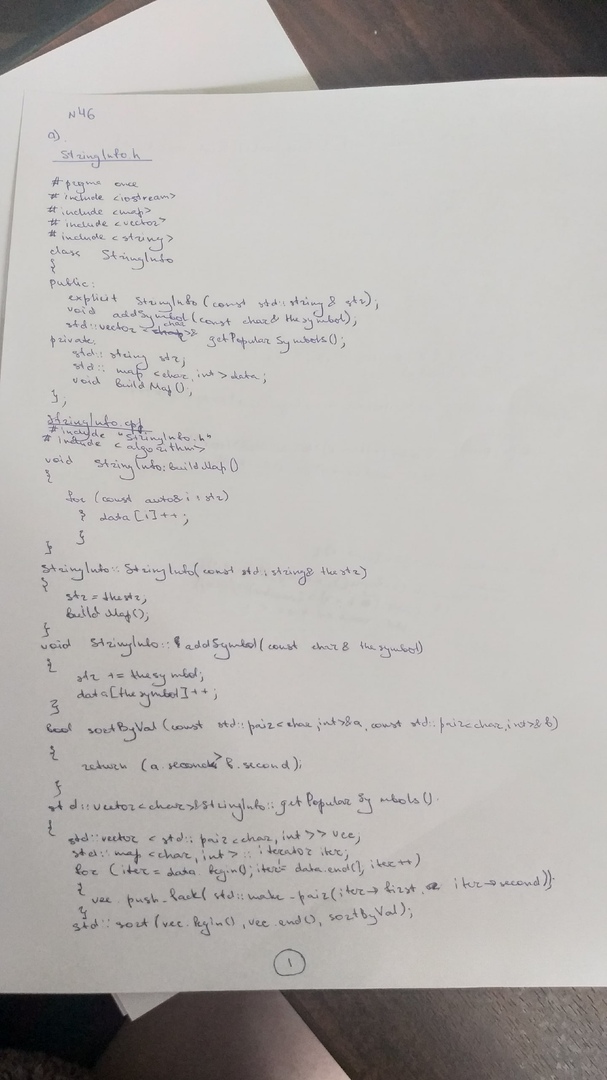 N46
a)
StringInfo.h
# pragma once
# include <iostream>
# include <map>
# include <vector>
# include <string>
class StringInfo
{
public:
explicit StringInfo (const std::string & str);
void addSymbol (const char& thesymbol);
std::vector <char>& getPopularSymbols();
private:
std::string str;
std::map <char, int> data;
void buildMap();
};
StringInfo.cpp
# include "StringInfo.h"
# include <algorithm>
void StringInfo::buildMap()
{
for (const auto& i : str)
{ data[i]++;
}
}
StringInfo::StringInfo(const std::string& thestr)
{
str = thestr;
buildMap();
}
void StringInfo::addSymbol(const char& thesymbol)
{
str += thesymbol;
data[thesymbol]++;
}
bool sortByVal (const std::pair<char,int>&a, const std::pair<char,int>&b)
{
return (a.second > b.second);
}
std::vector<char>& StringInfo::getPopularSymbols()
{
std::vector < std::pair<char, int>> vec;
std::map <char, int> :: iterator iter;
for (iter = data.begin(); iter != data.end(); iter++)
{ vec.push_back( std::make_pair(iter->first, iter->second));
}
std::sort (vec.begin(), vec.end(), sortByVal);
1